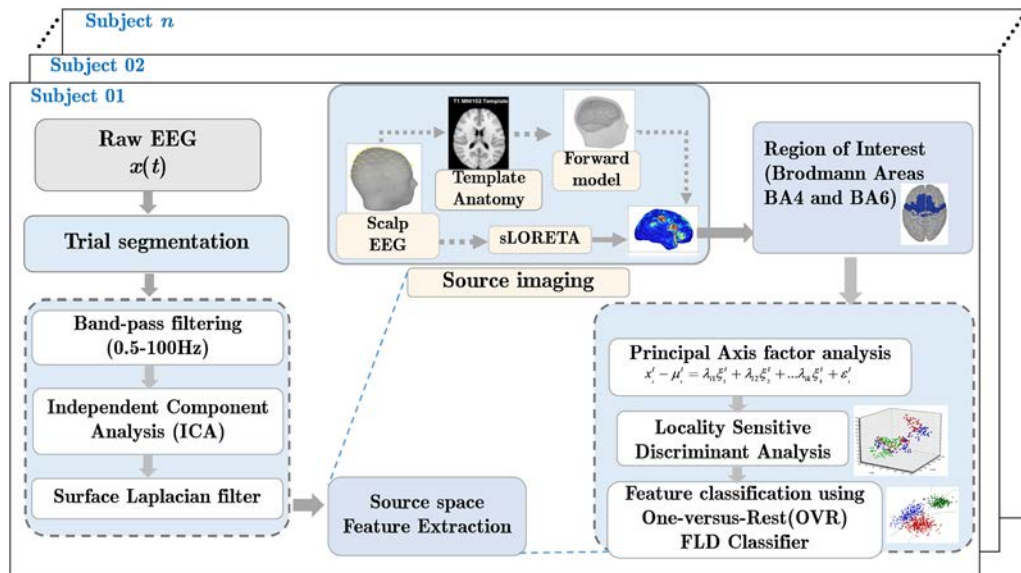 Subject n
Subject 02
Subject 01
Raw EEG
x(t)
Trial segmentation
Band-pass filtering
(0.5-100Hz)
Independent Component
Analysis (ICA)
Surface Laplacian filter
Source space
Feature Extraction
T1 MNI152 Template
Template
Anatomy
Forward
model
Scalp
EEG
sLORETA
Source imaging
Region of Interest
(Brodmann Areas
BA4 and BA6)
Principal Axis factor analysis
Locality Sensitive
Discriminant Analysis
Feature classification using
One-versus-Rest(OVR)
FLD Classifier